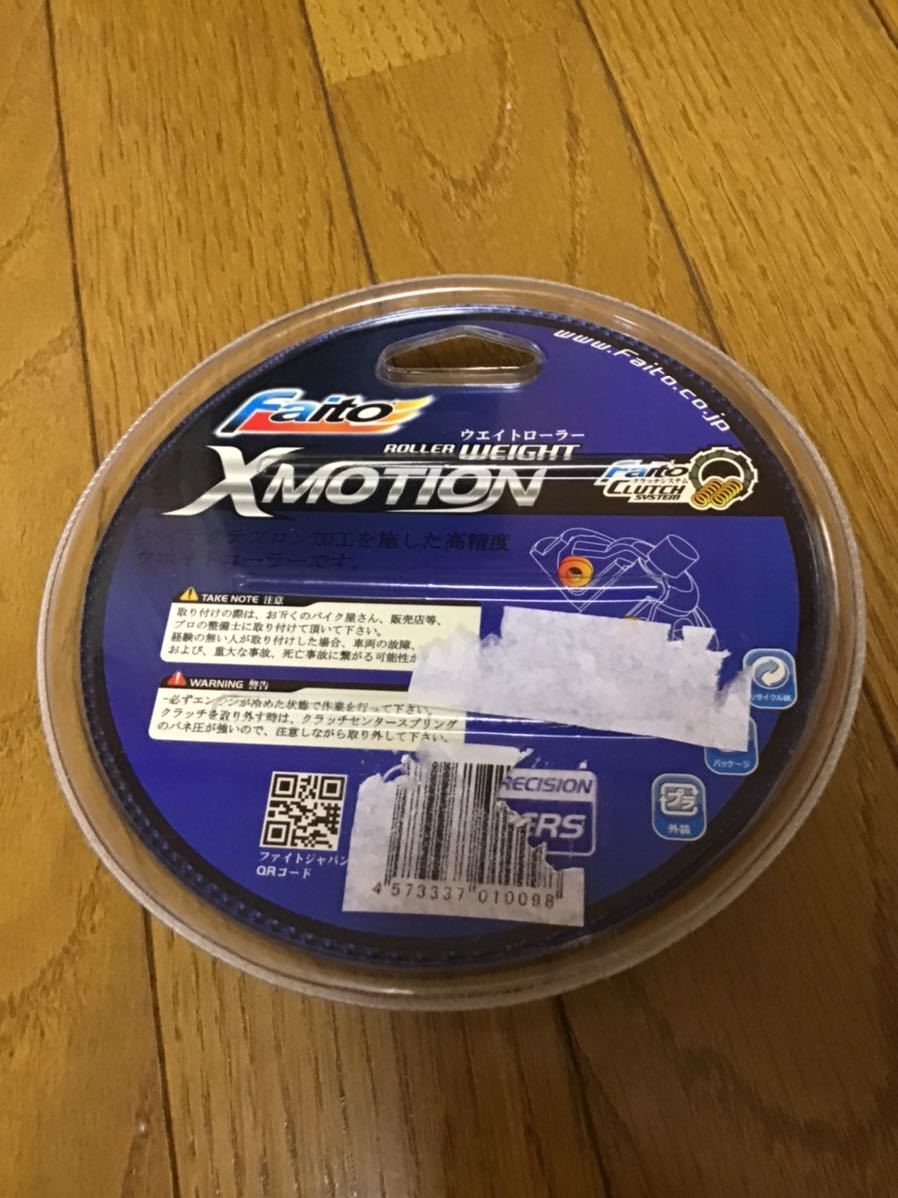 www.Faito.co.jp
Faito
ウエイトローラー
ROLLER WEIGHT
XMOTION
Faito
クラッチシステム
CLUTCH
SYSTEM
加工を施した高精度
ウエイトローラーです。
TAKE NOTE 注意
取り付けの際は、お近くのバイク屋さん、販売店等、
プロの整備士に取り付けて頂いて下さい。
経験の無い人が取り付けした場合、車両の故障、
および、重大な事故、死亡事故に繋がる可能性が
WARNING 警告
必ずエンジンが冷めた状態で作業を行って下さい。
クラッチを取り外す時は、クラッチセンタースプリング
のバネ圧が強いので、注意しながら取り外して下さい。
リサイクル紙
パッケージ
プラ
外装
RECISION
ERS
ファイトジャパン
QRコード
4 573337 010098